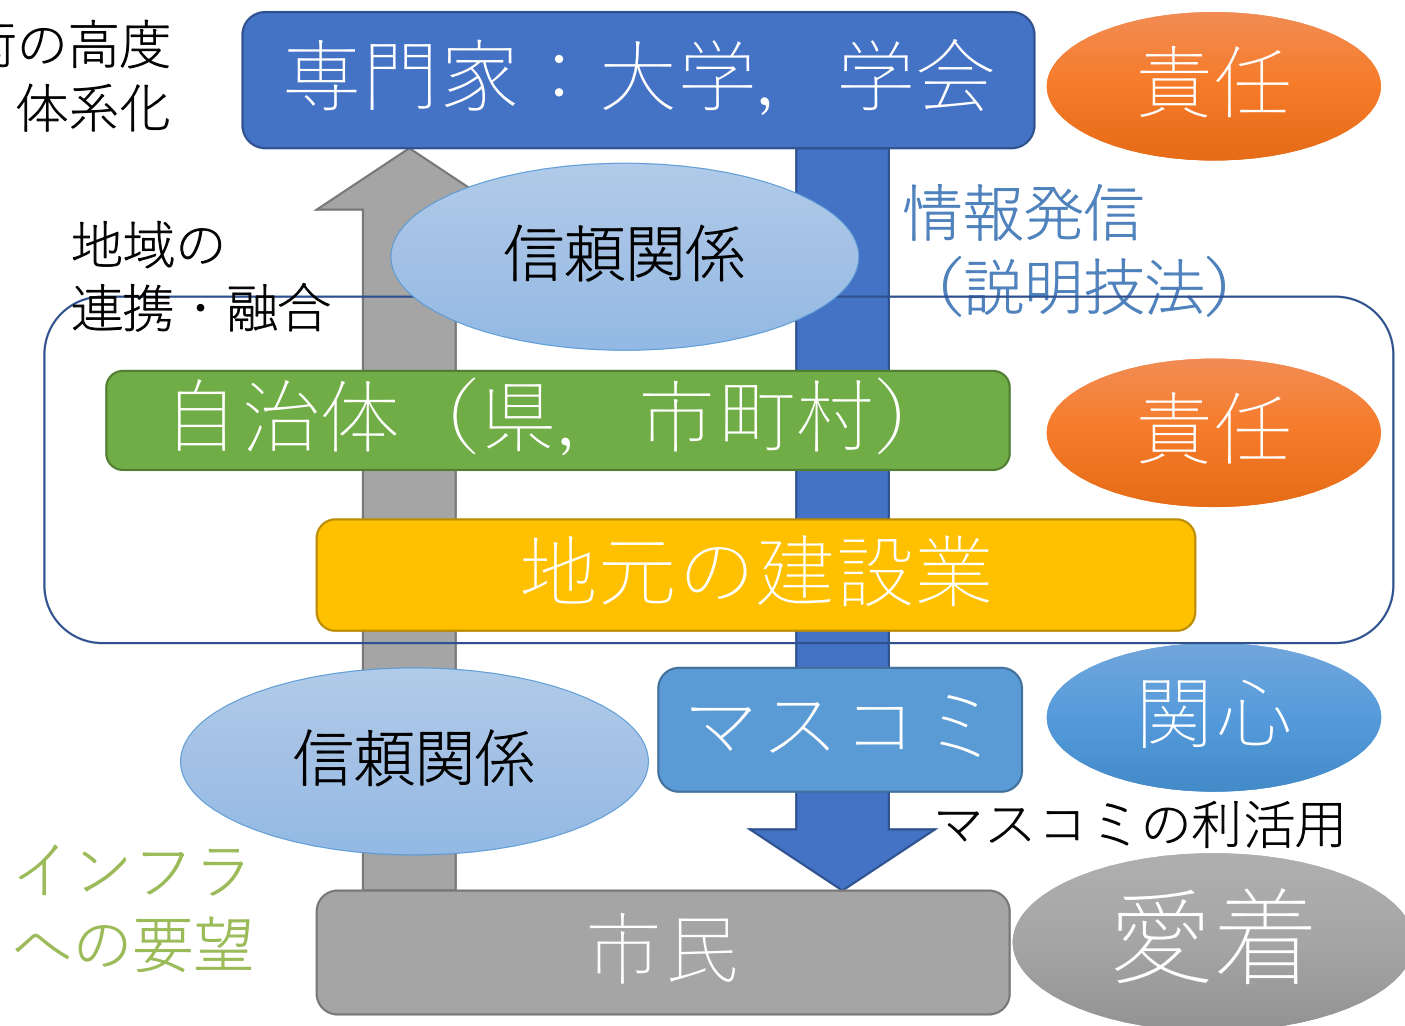 の高度
体系化
専門家：大学， 学会
責任
信頼関係
情報発信
（説明技法）
地域の
連携・融合
自治体（県， 市町村）
責任
地元の建設業
マスコミ
関心
信頼関係
マスコミの利活用
インフラ
への要望
市民
愛着